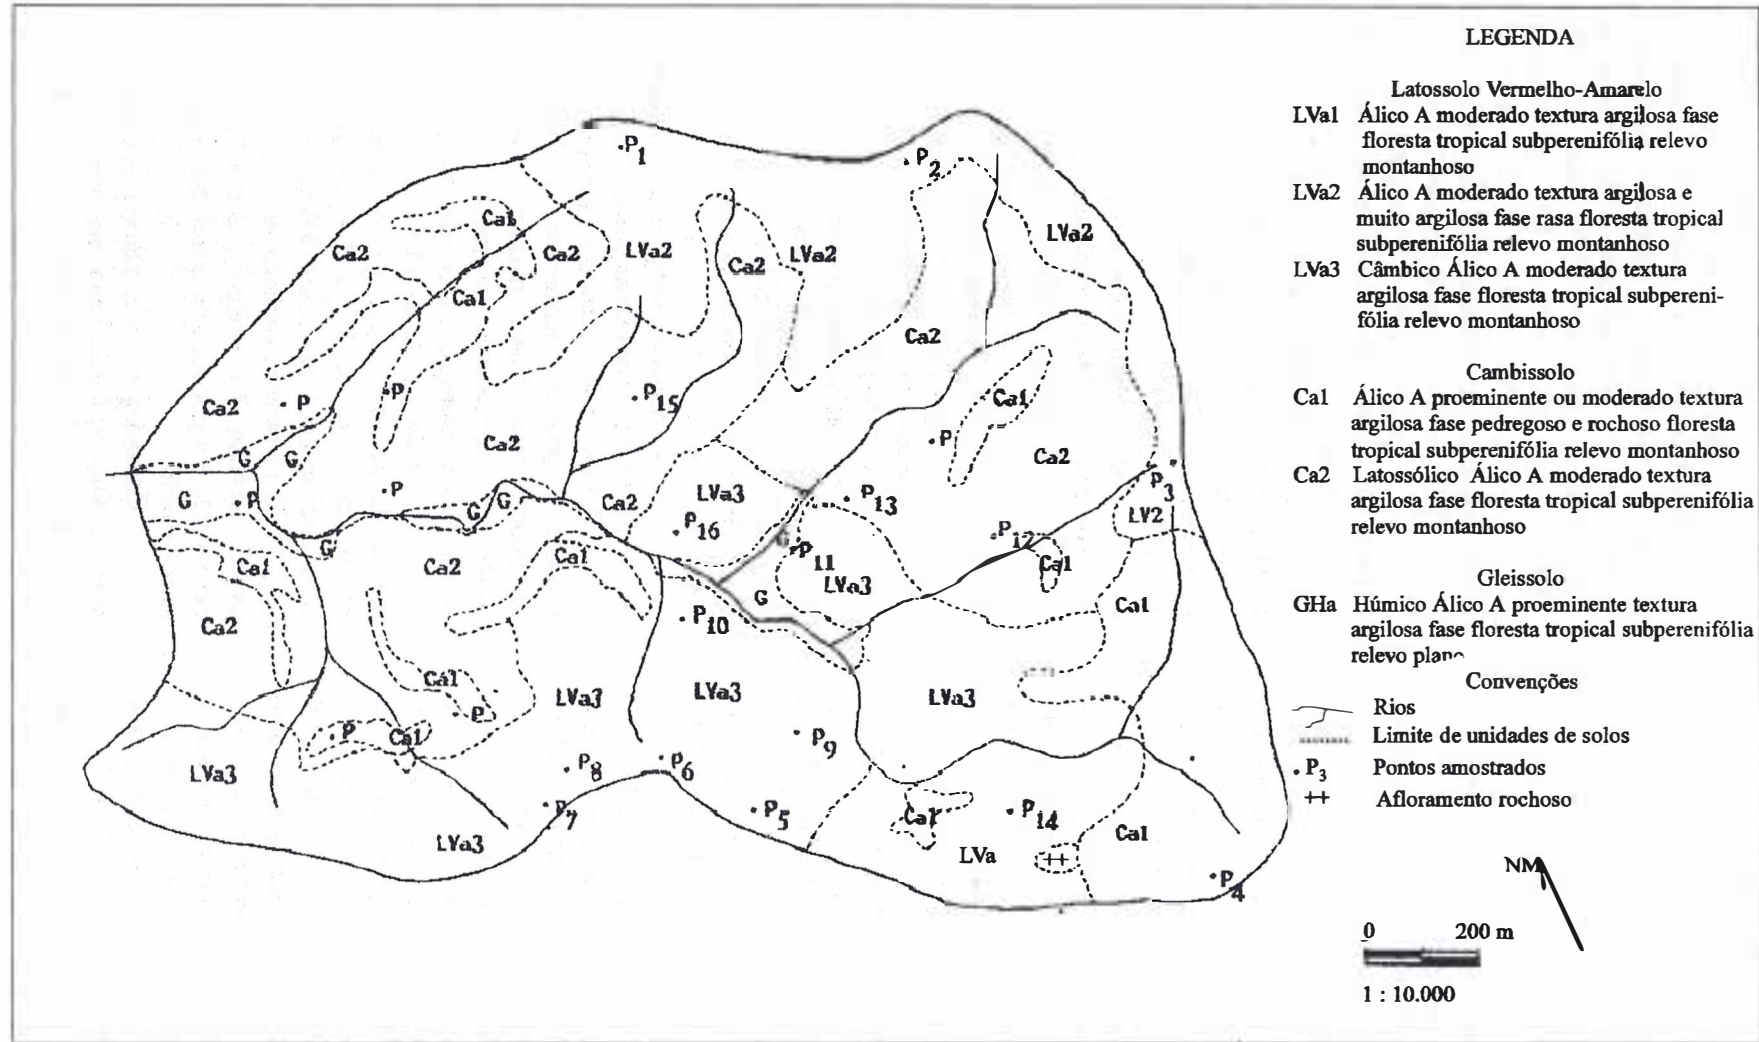 LEGENDA
Latossolo Vermelho-Amarelo
LVa1 Álico A moderado textura argilosa fase
floresta tropical subperenifólia relevo
montanhoso
LVa2 Álico A moderado textura argilosa e
muito argilosa fase rasa floresta tropical
subperenifólia relevo montanhoso
LVa3 Câmbico Álico A moderado textura
argilosa fase floresta tropical subpereni-
fólia relevo montanhoso
Cambissolo
Ca1 Álico A proeminente ou moderado textura
argilosa fase pedregoso e rochoso floresta
tropical subperenifólia relevo montanhoso
Ca2 Latossólico Álico A moderado textura
argilosa fase floresta tropical subperenifólia
relevo montanhoso
Gleissolo
GHa Húmico Álico A proeminente textura
argilosa fase floresta tropical subperenifólia
relevo plano
Convenções
Rios
Limite de unidades de solos
P3 Pontos amostrados
++ Afloramento rochoso
NM
0 200 m
1 : 10.000
P1
P2
Ca1
Ca2
Ca2
LVa2
Ca2
LVa2
LVa2
Ca1
Ca2
Ca2
P
P
P15
Ca1
Ca2
P
Ca2
G
G
G
P
P
G
G
Ca2
LVa3
P16
P13
P3
LV2
G
Ca1
Ca2
Ca1
G
P11
LVa3
P12
Ca1
Ca2
G
P10
Ca1
Ca1
P
LVa3
LVa3
LVa3
P
Ca1
P9
LVa3
P8
P6
P7
P5
Ca1
P14
Ca1
LVa3
LVa
++
P4